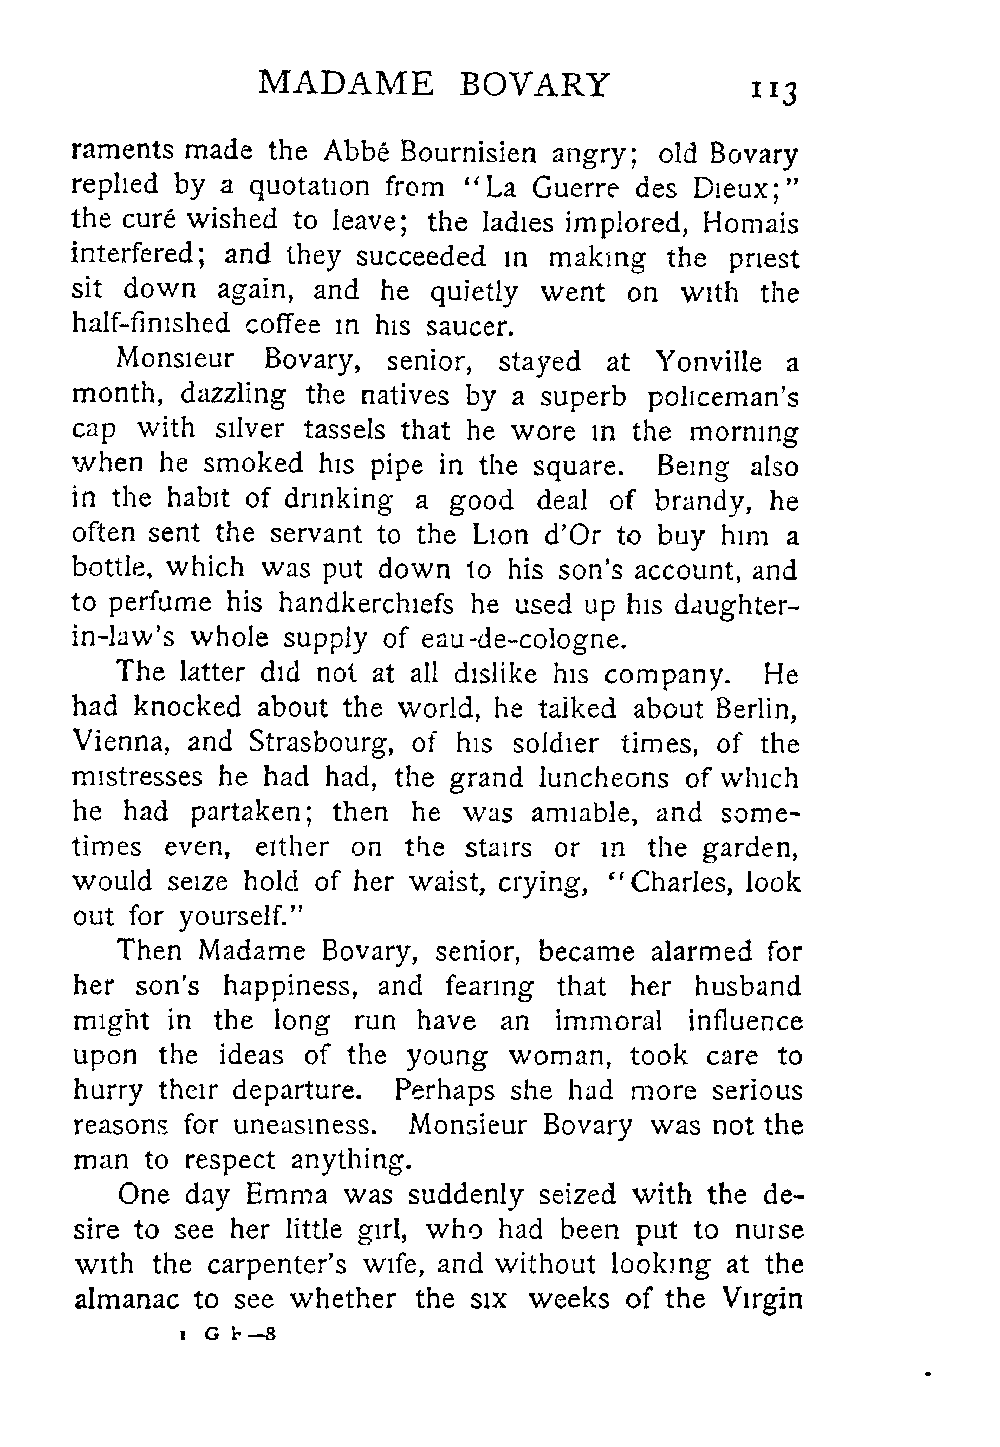 MADAME BOVARY 113
raments made the Abbé Bournisien angry; old Bovary
replied by a quotation from "La Guerre des Dieux;"
the curé wished to leave; the ladies implored, Homais
interfered; and they succeeded in making the priest
sit down again, and he quietly went on with the
half-finished coffee in his saucer.
Monsieur Bovary, senior, stayed at Yonville a
month, dazzling the natives by a superb policeman's
cap with silver tassels that he wore in the morning
when he smoked his pipe in the square. Being also
in the habit of drinking a good deal of brandy, he
often sent the servant to the Lion d'Or to buy him a
bottle, which was put down to his son's account, and
to perfume his handkerchiefs he used up his daughter-
in-law's whole supply of eau-de-cologne.
The latter did not at all dislike his company. He
had knocked about the world, he talked about Berlin,
Vienna, and Strasbourg, of his soldier times, of the
mistresses he had had, the grand luncheons of which
he had partaken; then he was amiable, and some-
times even, either on the stairs or in the garden,
would seize hold of her waist, crying, "Charles, look
out for yourself."
Then Madame Bovary, senior, became alarmed for
her son's happiness, and fearing that her husband
might in the long run have an immoral influence
upon the ideas of the young woman, took care to
hurry their departure. Perhaps she had more serious
reasons for uneasiness. Monsieur Bovary was not the
man to respect anything.
One day Emma was suddenly seized with the de-
sire to see her little girl, who had been put to nurse
with the carpenter's wife, and without looking at the
almanac to see whether the six weeks of the Virgin
1 G F—8